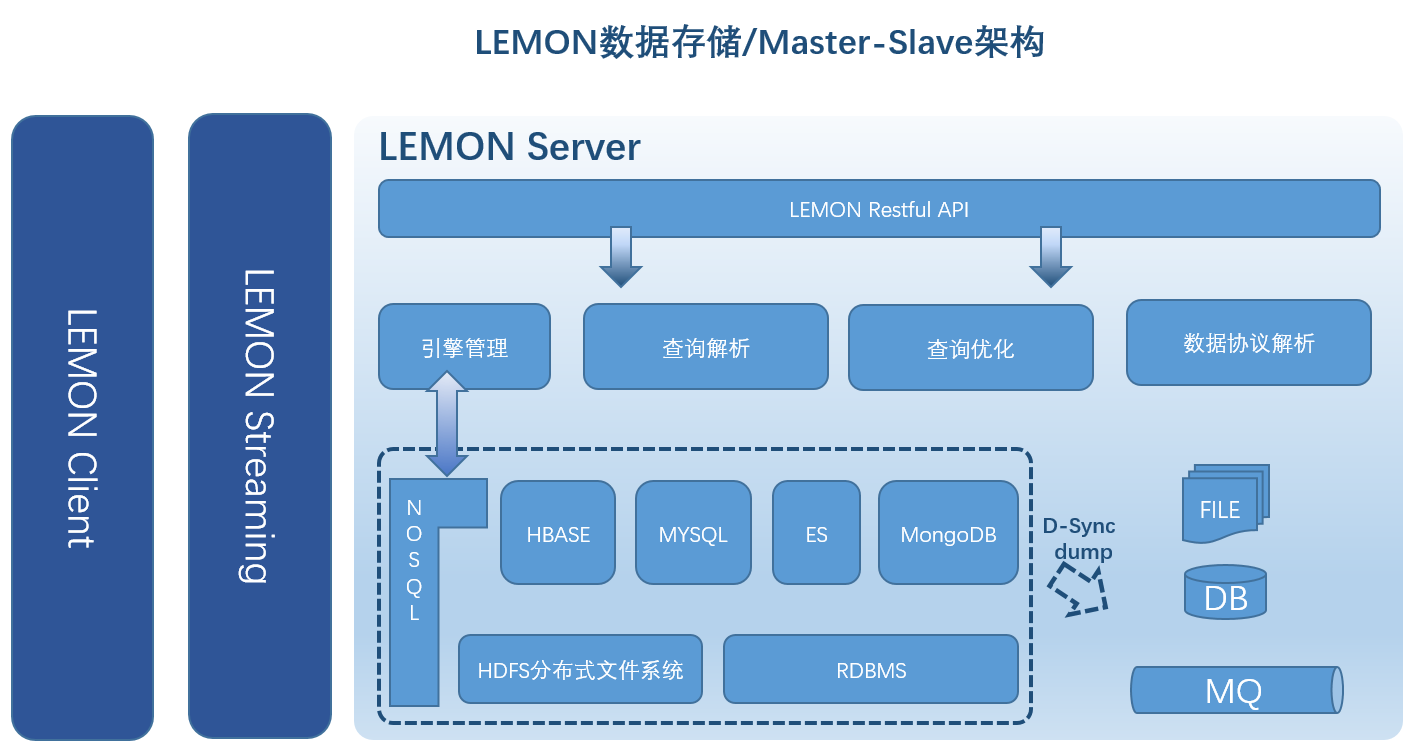 LEMON数据存储/Master-Slave架构
LEMON Client
LEMON Streaming
LEMON Server
LEMON Restful API
引擎管理
查询解析
查询优化
数据协议解析
NOSQL
HBASE
MYSQL
ES
MongoDB
HDFS分布式文件系统
RDBMS
D-Sync
dump
FILE
DB
MQ